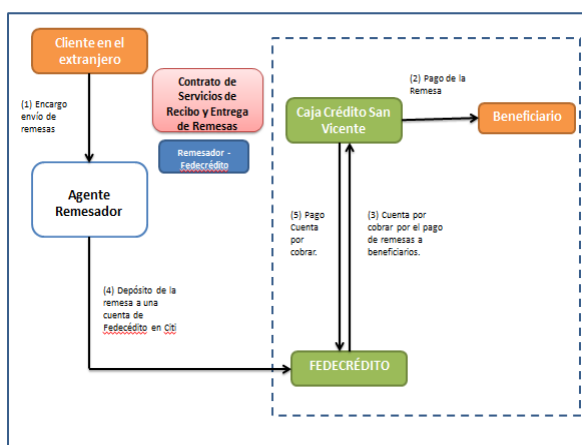 Cliente en el
extranjero
(1) Encargo
envío de
remesas
Contrato de
Servicios de
Recibo y Entrega
de Remesas
Remesador -
Fedecrédito
Agente
Remesador
(4) Depósito de la
remesa a una
cuenta de
Fedecédito en Citi
Caja Crédito San
Vicente
(2) Pago de la
Remesa
Beneficiario
(5) Pago
Cuenta
por
cobrar.
(3) Cuenta por
cobrar por el pago
de remesas a
beneficiarios.
FEDECRÉDITO